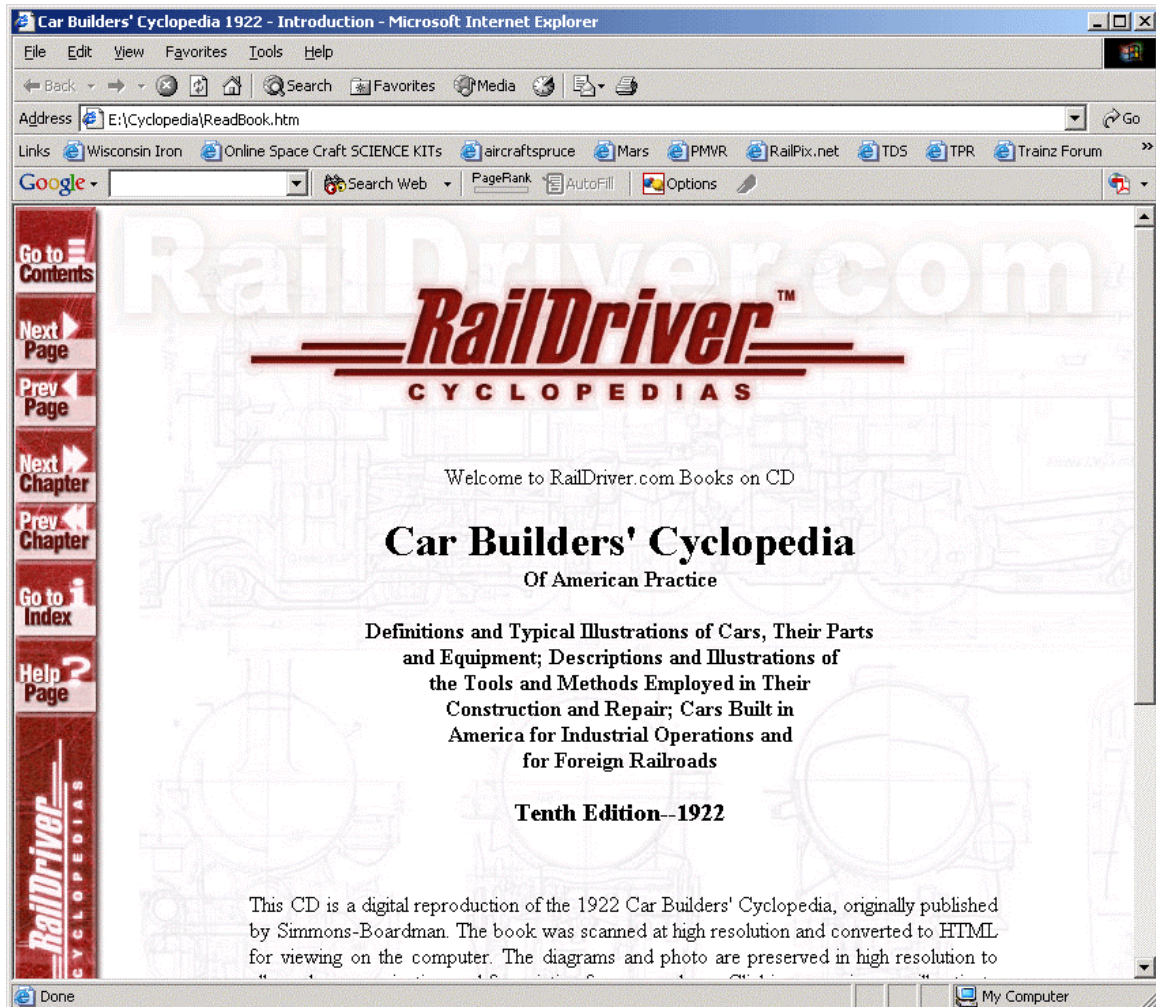 Car Builders' Cyclopedia 1922 - Introduction - Microsoft Internet Explorer
File Edit View Favorites Tools Help
Back Search Favorites Media
Address E:\Cyclopedia\ReadBook.htm Go
Links Wisconsin Iron Online Space Craft SCIENCE KITs aircraftspruce Mars PMVR RailPix.net TDS TPR Trainz Forum »
Google Search Web PageRank AutoFill Options
RailDriver.com
Go to Contents
Next Page
Prev Page
Next Chapter
Prev Chapter
Go to Index
Help Page
RailDriver
CYCLOPEDIAS
RailDriver™
CYCLOPEDIAS
Welcome to RailDriver.com Books on CD
Car Builders' Cyclopedia
Of American Practice
Definitions and Typical Illustrations of Cars, Their Parts
and Equipment; Descriptions and Illustrations of
the Tools and Methods Employed in Their
Construction and Repair; Cars Built in
America for Industrial Operations and
for Foreign Railroads
Tenth Edition--1922
This CD is a digital reproduction of the 1922 Car Builders' Cyclopedia, originally published
by Simmons-Boardman. The book was scanned at high resolution and converted to HTML
for viewing on the computer. The diagrams and photo are preserved in high resolution to
Done My Computer